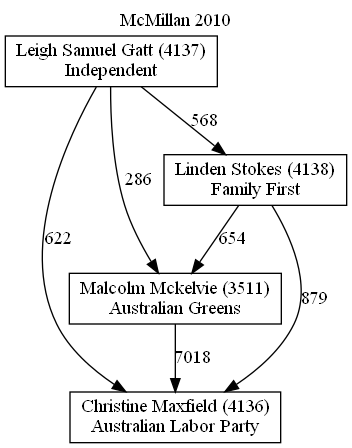 McMillan 2010
Leigh Samuel Gatt (4137)
Independent
568
Linden Stokes (4138)
Family First
286
622
654
879
Malcolm Mckelvie (3511)
Australian Greens
7018
Christine Maxfield (4136)
Australian Labor Party